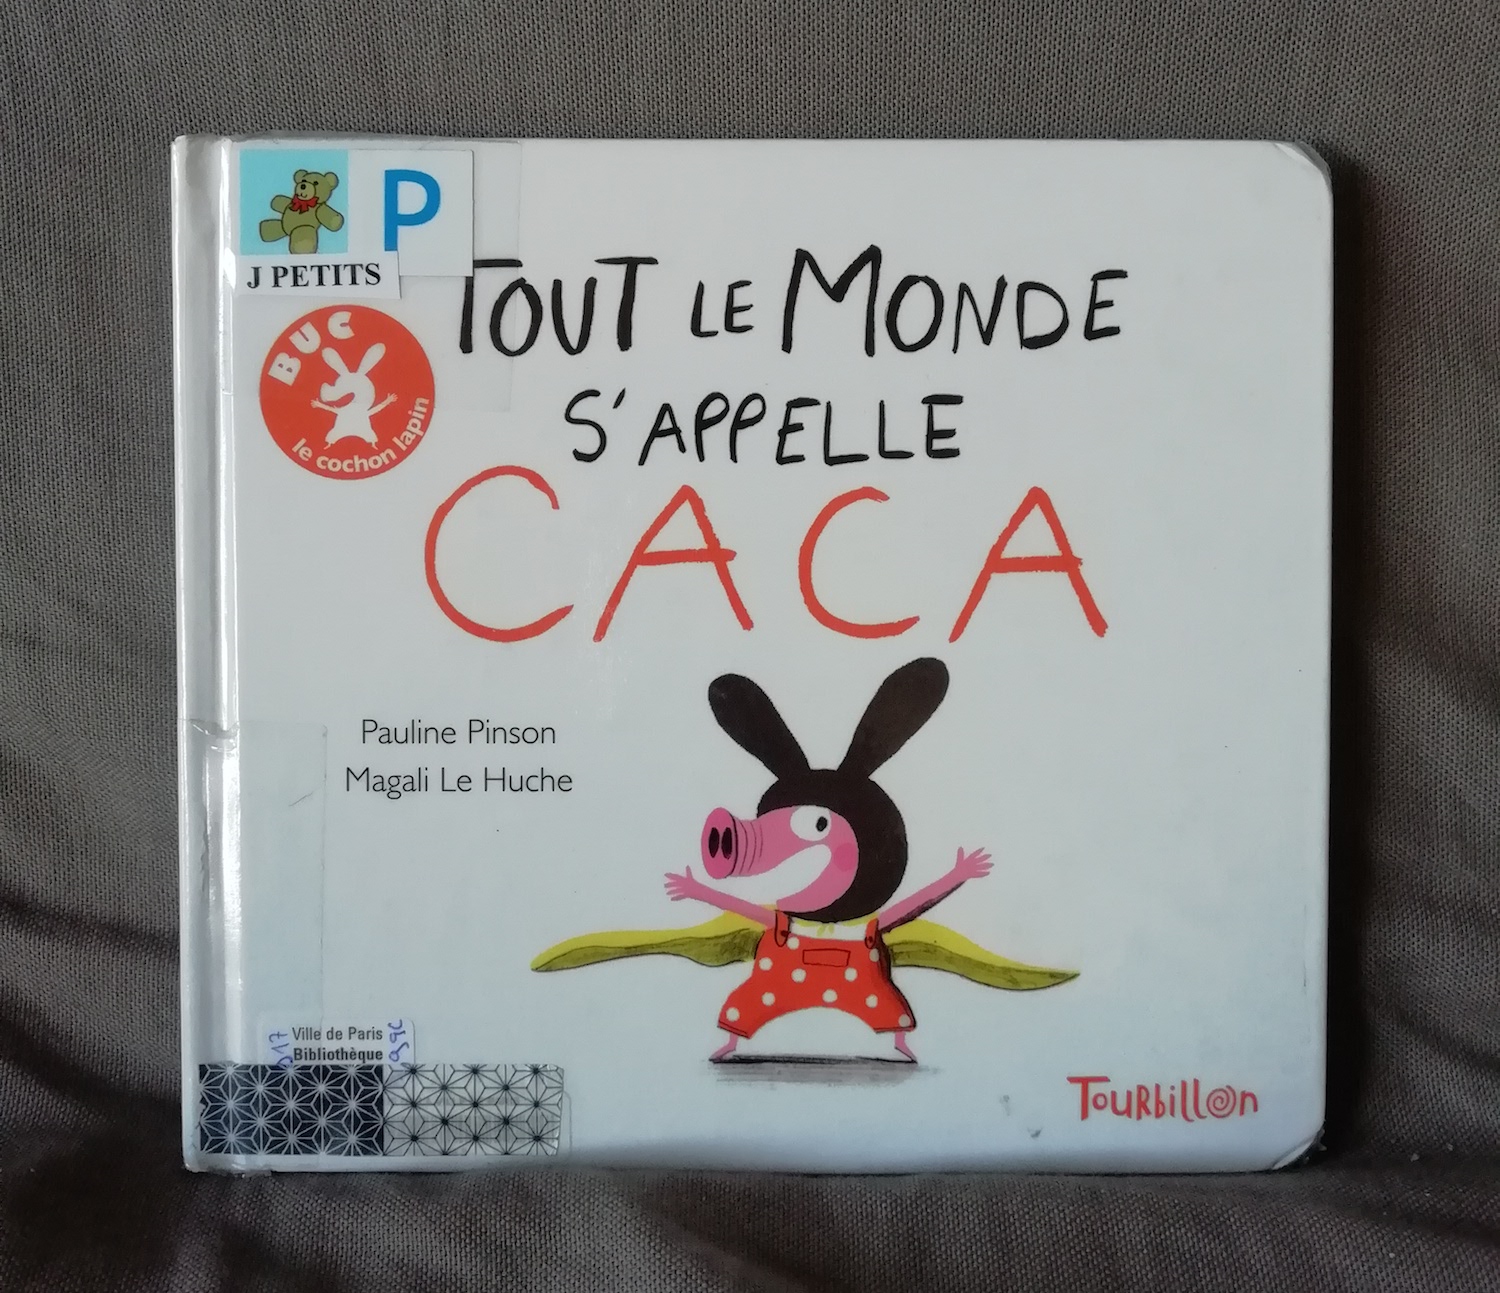 P
J PETITS
BUC
le cochon lapin
TOUT LE MONDE
S'APPELLE
CACA
Pauline Pinson
Magali Le Huche
Ville de Paris
Bibliothèque
TOURbillon